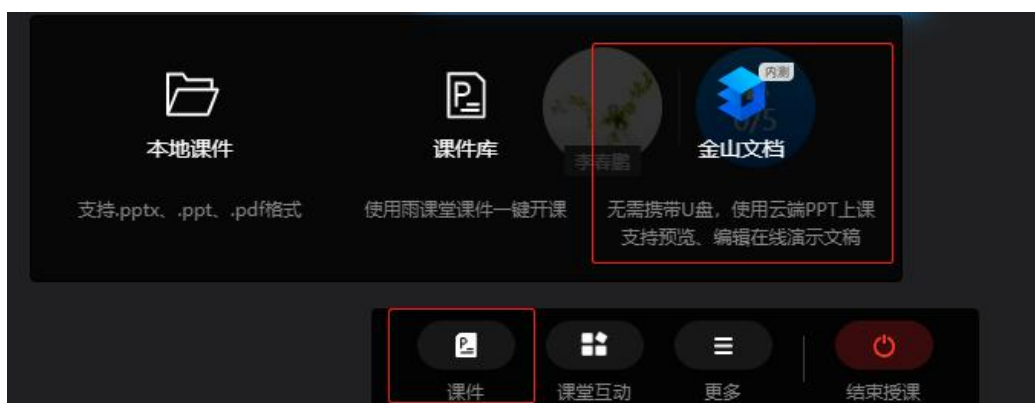 内测
本地课件
课件库
金山文档
李春鹏
0/5
支持.pptx、.ppt、.pdf格式
使用雨课堂课件一键开课
无需携带U盘，使用云端PPT上课
支持预览、编辑在线演示文稿
课件
课堂互动
更多
结束授课